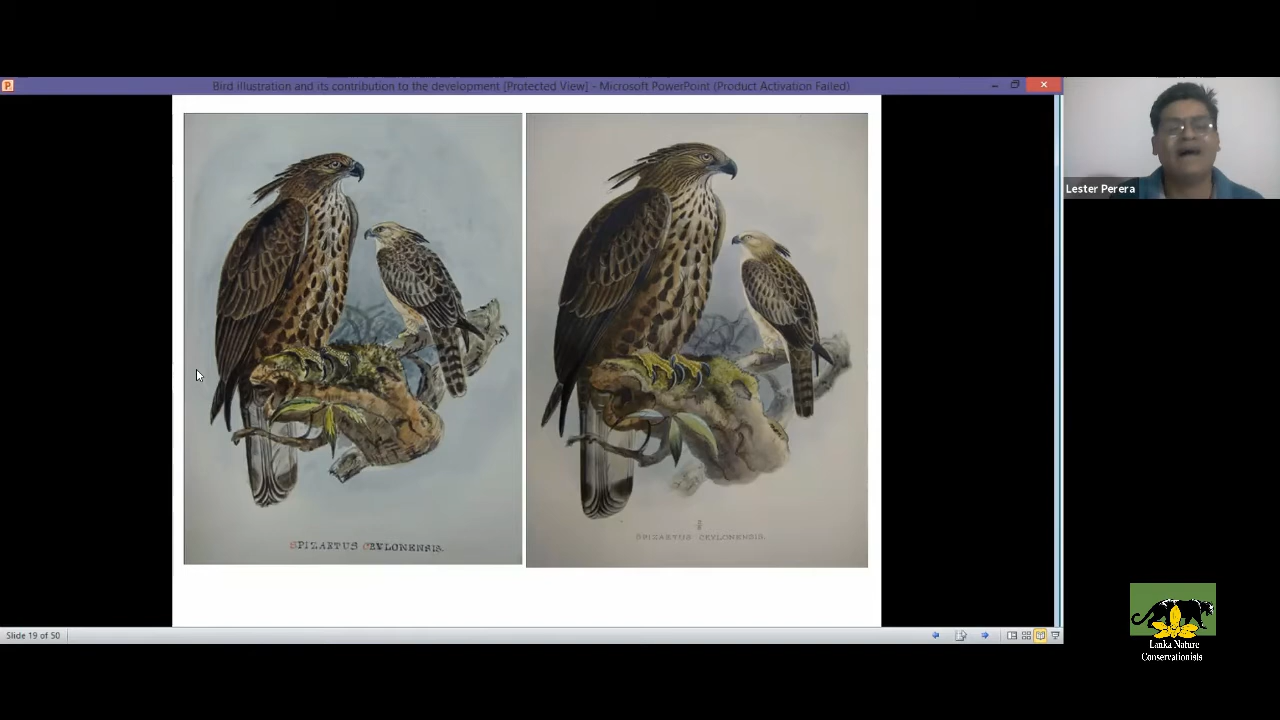 Bird illustration and its contribution to the development [Protected View] - Microsoft PowerPoint (Product Activation Failed)
Lester Perera
SPIZAETUS CEYLONENSIS.
SPIZAETUS CEYLONENSIS.
Slide 19 of 50
Lanka Nature
Conservationists